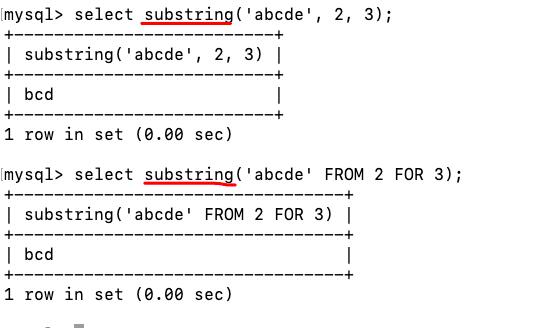 mysql> select substring('abcde', 2, 3);
+-------------------------+
| substring('abcde', 2, 3) |
+-------------------------+
| bcd |
+-------------------------+
1 row in set (0.00 sec)
mysql> select substring('abcde' FROM 2 FOR 3);
+--------------------------------+
| substring('abcde' FROM 2 FOR 3) |
+--------------------------------+
| bcd |
+--------------------------------+
1 row in set (0.00 sec)